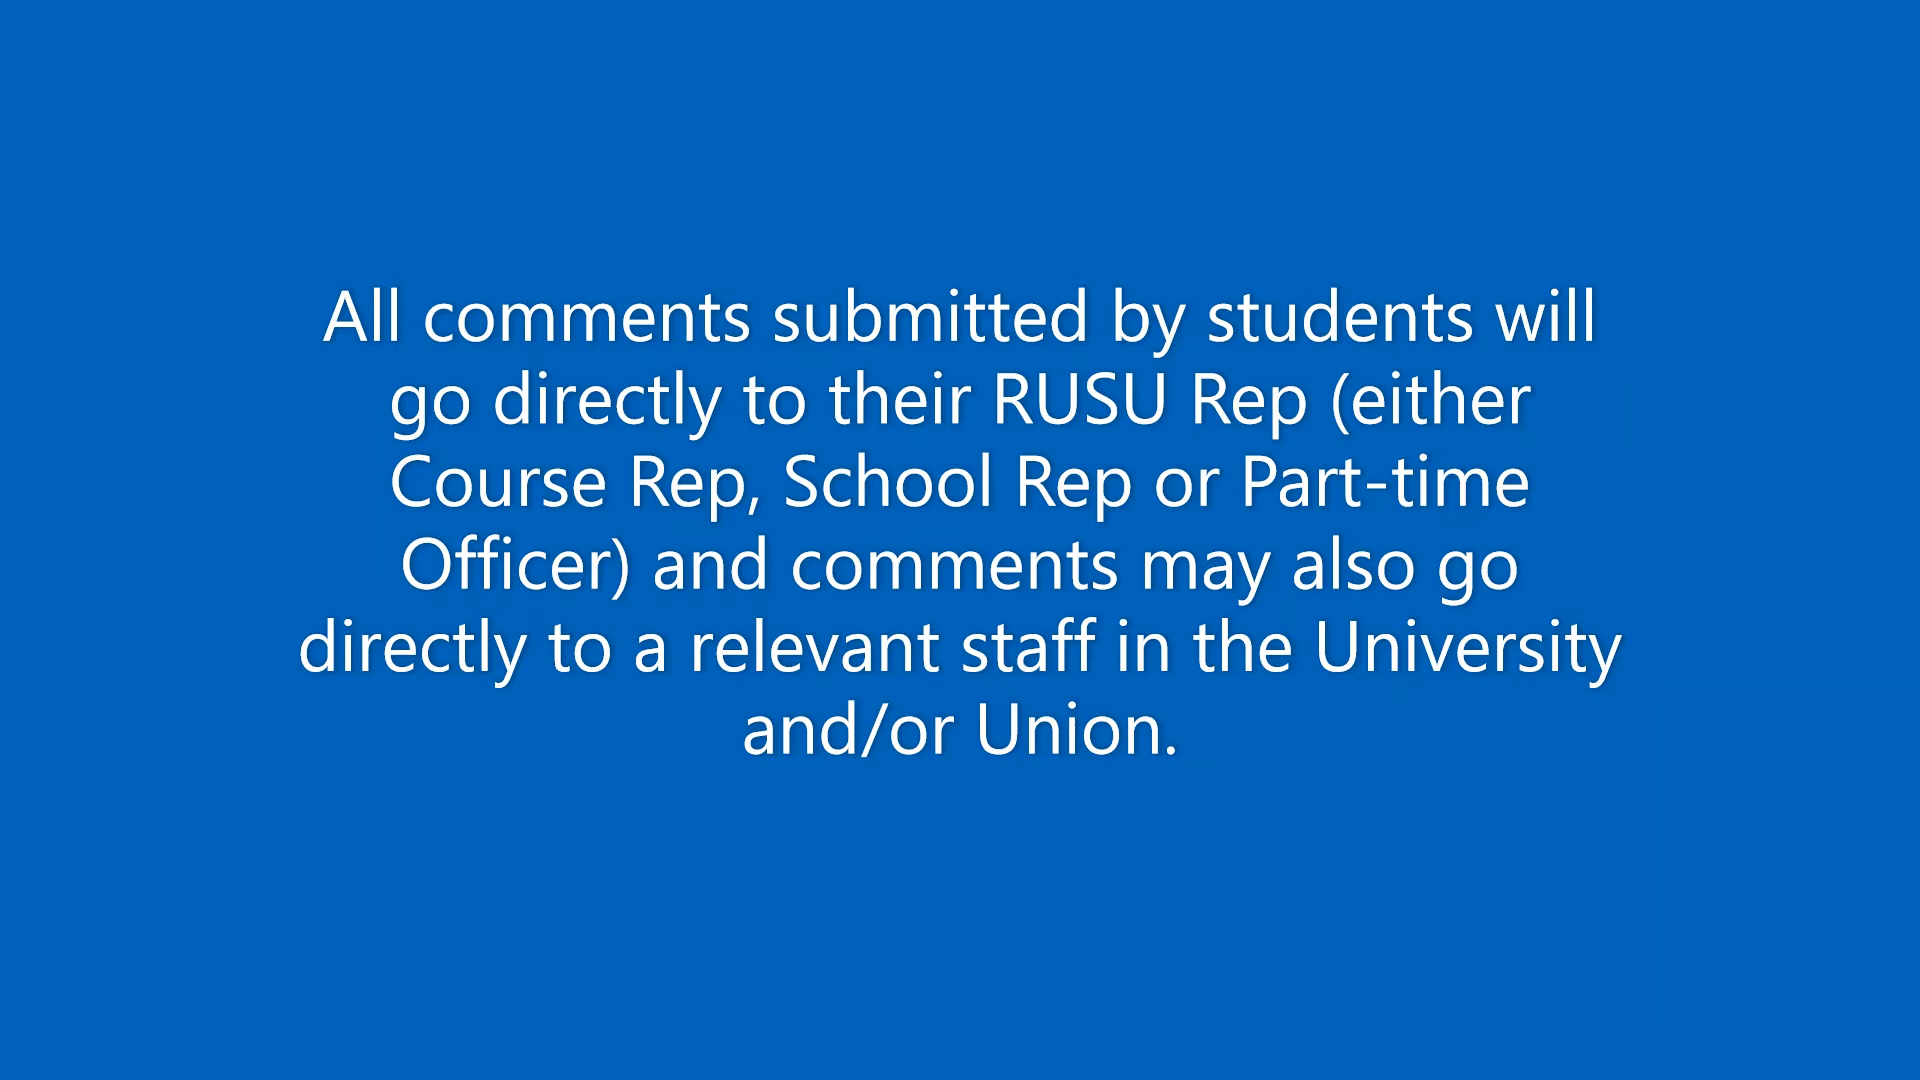 All comments submitted by students will
go directly to their RUSU Rep (either
Course Rep, School Rep or Part-time
Officer) and comments may also go
directly to a relevant staff in the University
and/or Union.